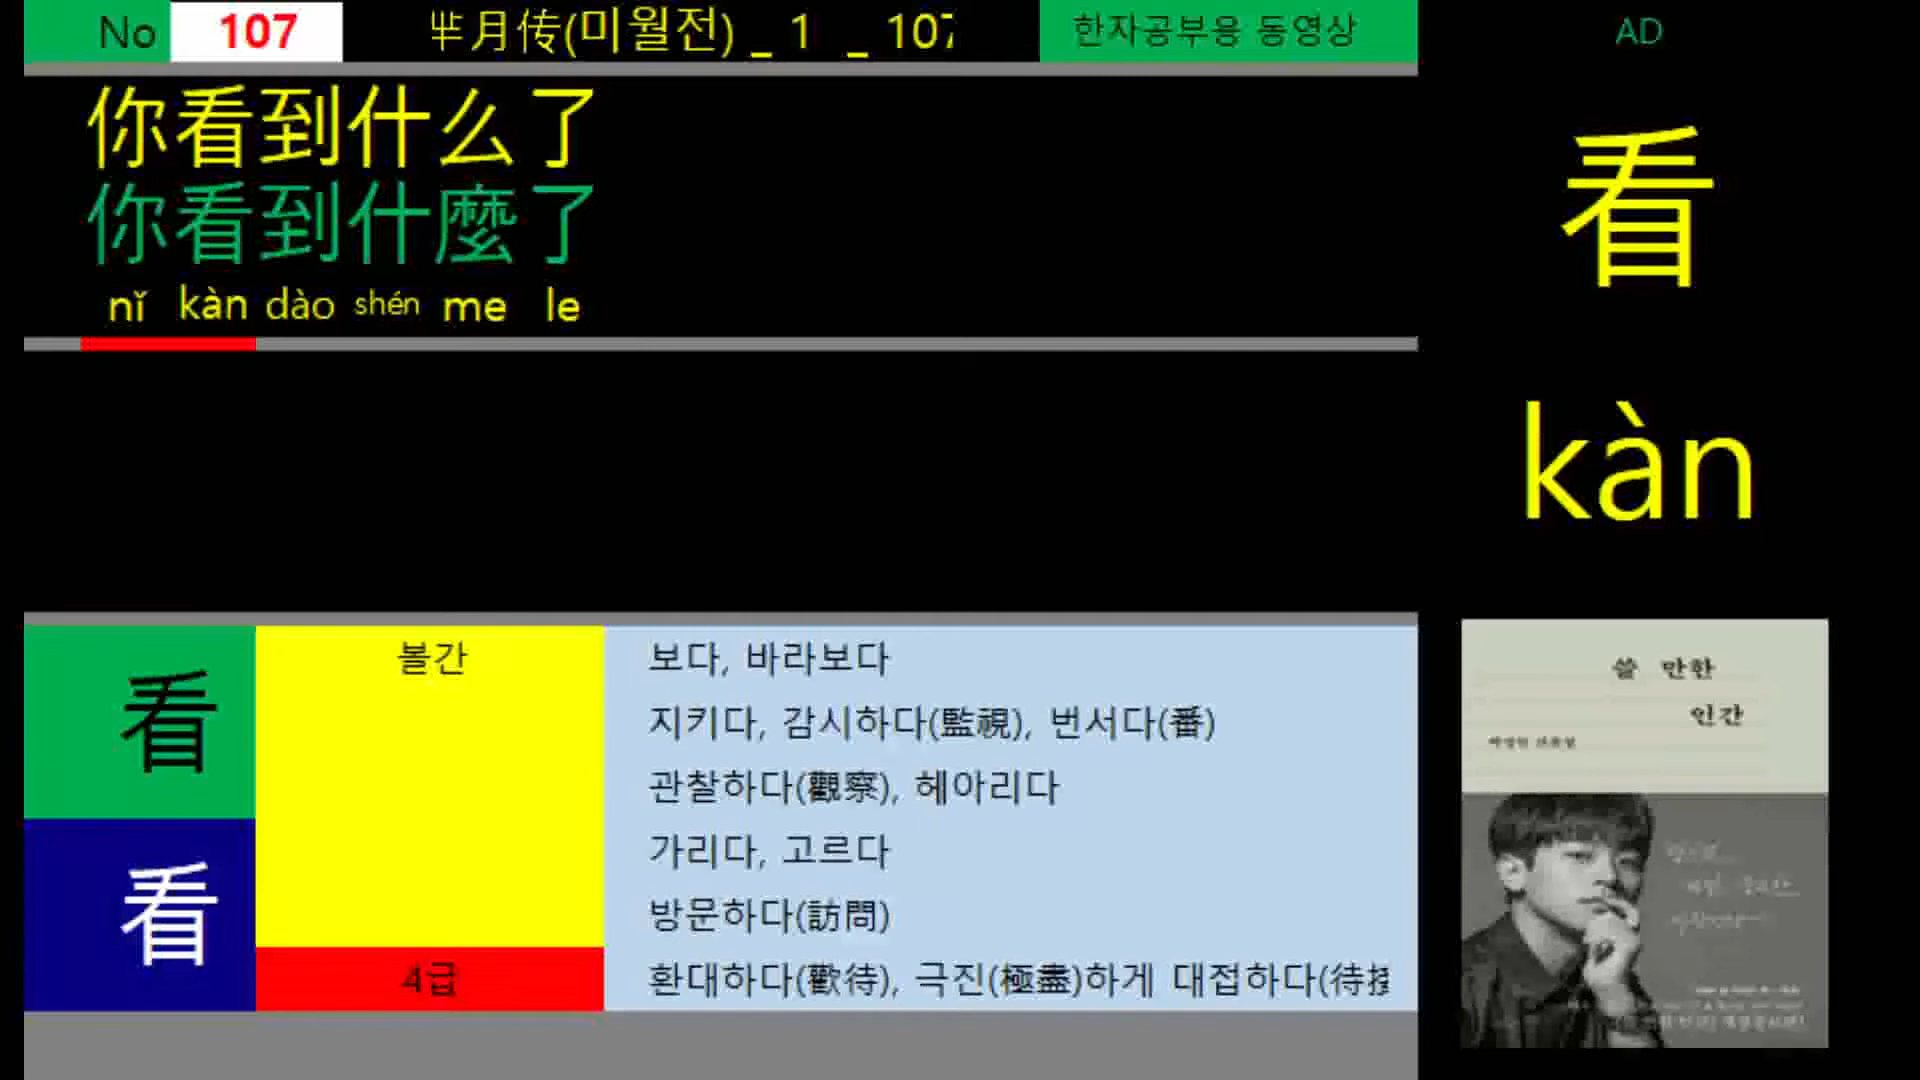 No 107 芈月传(미월전) _ 1 _ 107 한자공부용 동영상 AD
你看到什么了
你看到什麼了
nǐ kàn dào shén me le
看
kàn
看 볼간 보다, 바라보다
지키다, 감시하다(監視), 번서다(番)
관찰하다(觀察), 헤아리다
가리다, 고르다
看
방문하다(訪問)
4급 환대하다(歡待), 극진(極盡)하게 대접하다(待接
쓸 만한
인간